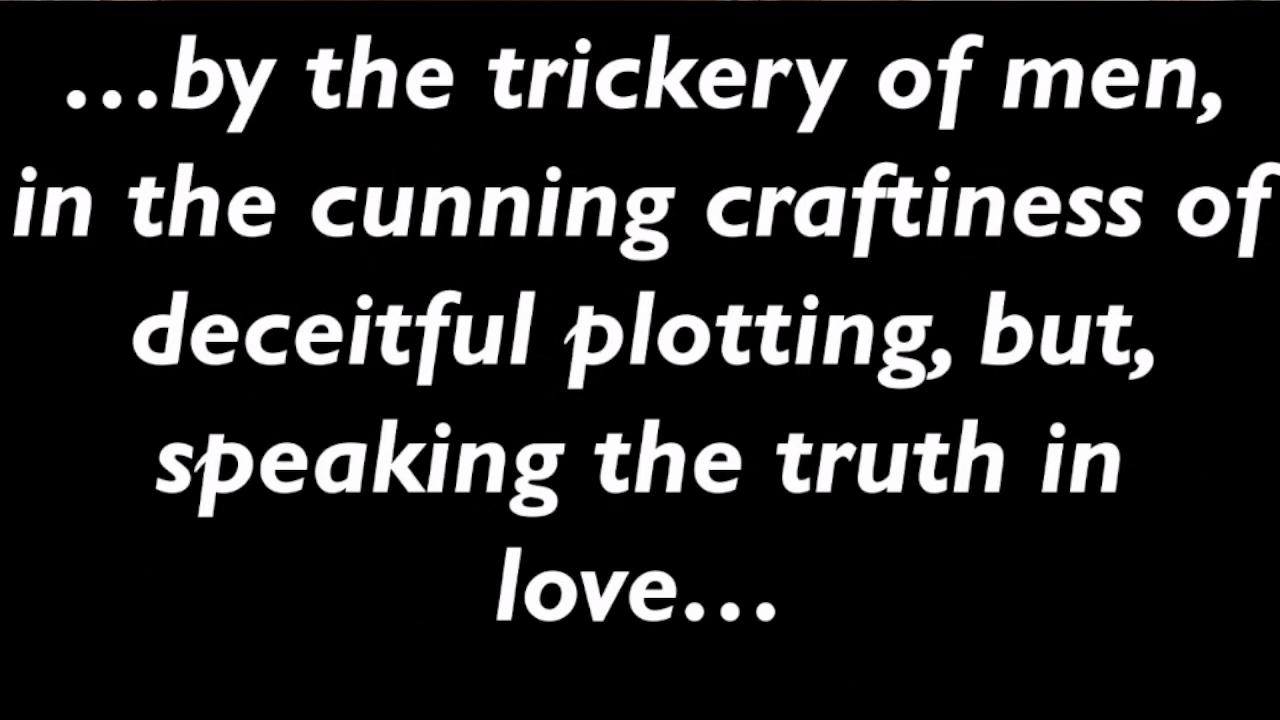 ...by the trickery of men,
in the cunning craftiness of
deceitful plotting, but,
speaking the truth in
love...